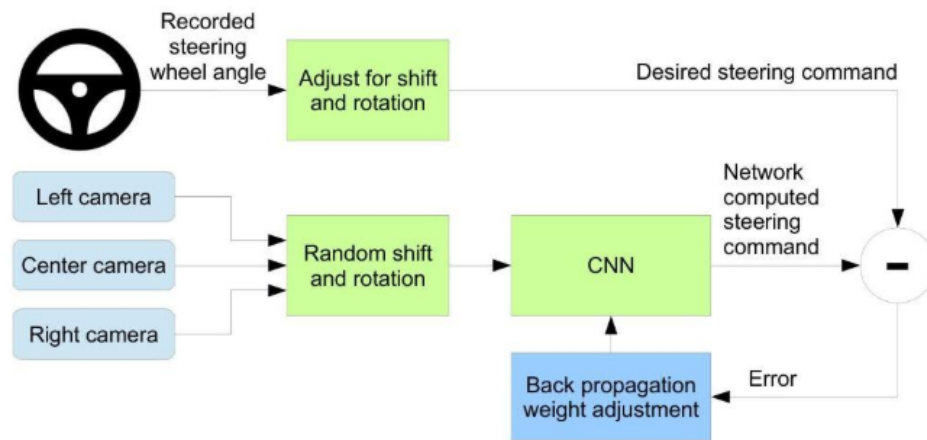 Recorded
steering
wheel angle
Adjust for shift
and rotation
Desired steering command
Left camera
Center camera
Right camera
Random shift
and rotation
CNN
Network
computed
steering
command
-
Back propagation
weight adjustment
Error